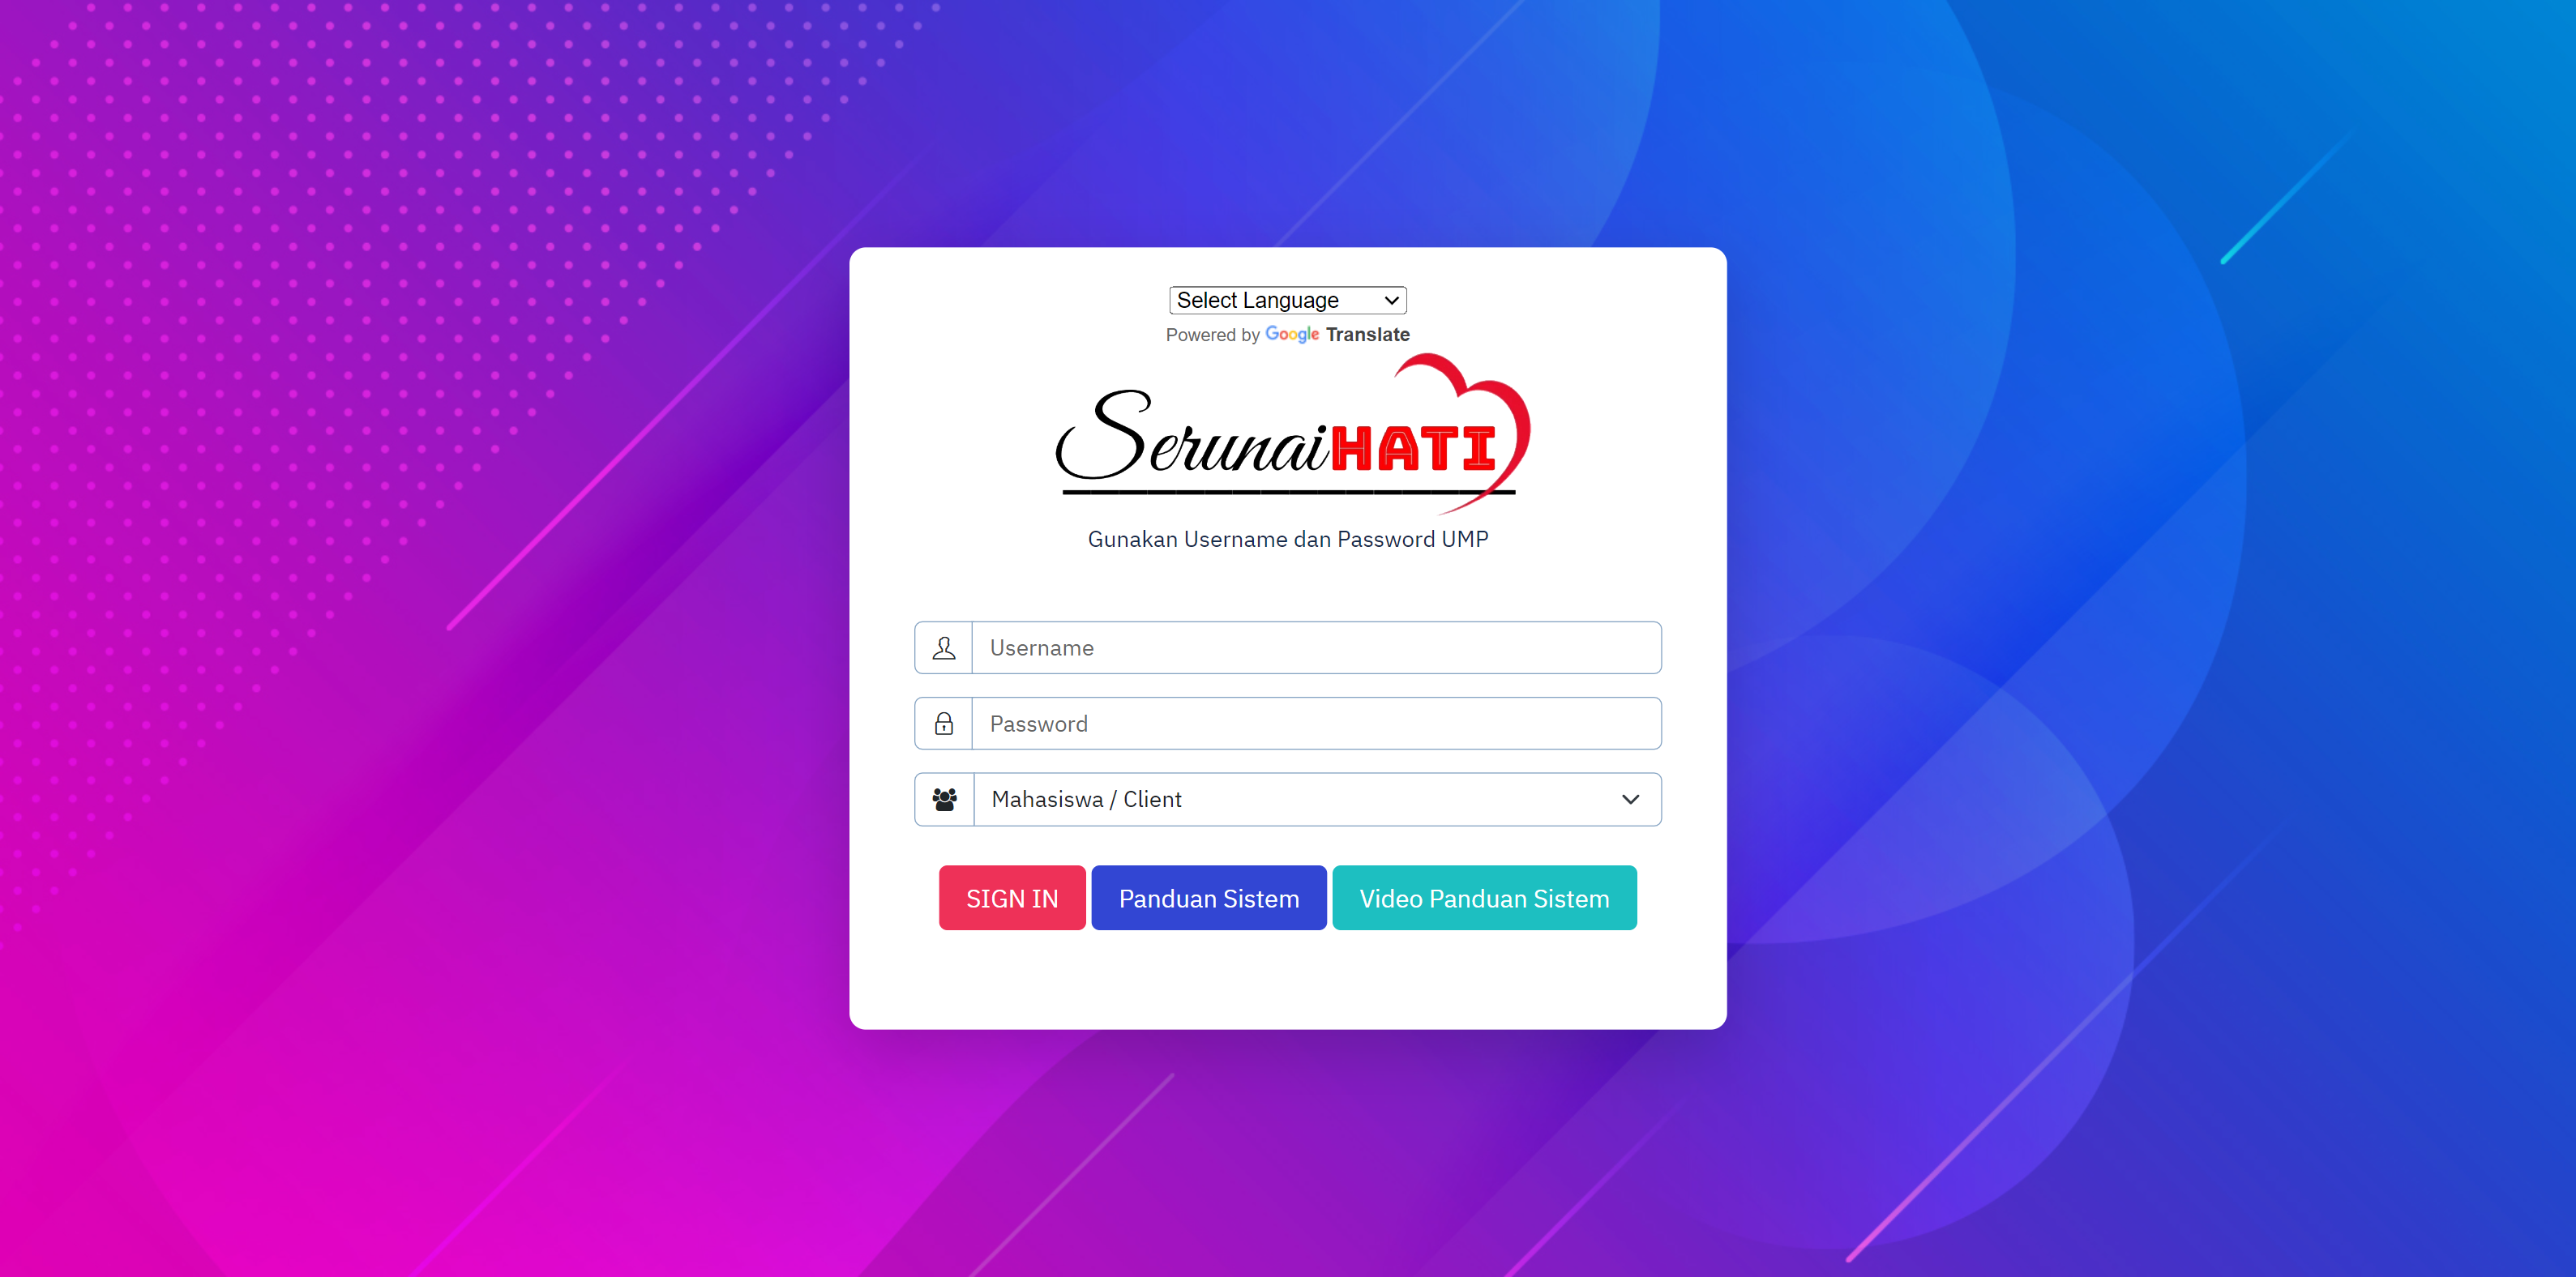 Select Language
Powered by Google Translate
SerunaiHATI
Gunakan Username dan Password UMP
Username
Password
Mahasiswa / Client
SIGN IN Panduan Sistem Video Panduan Sistem